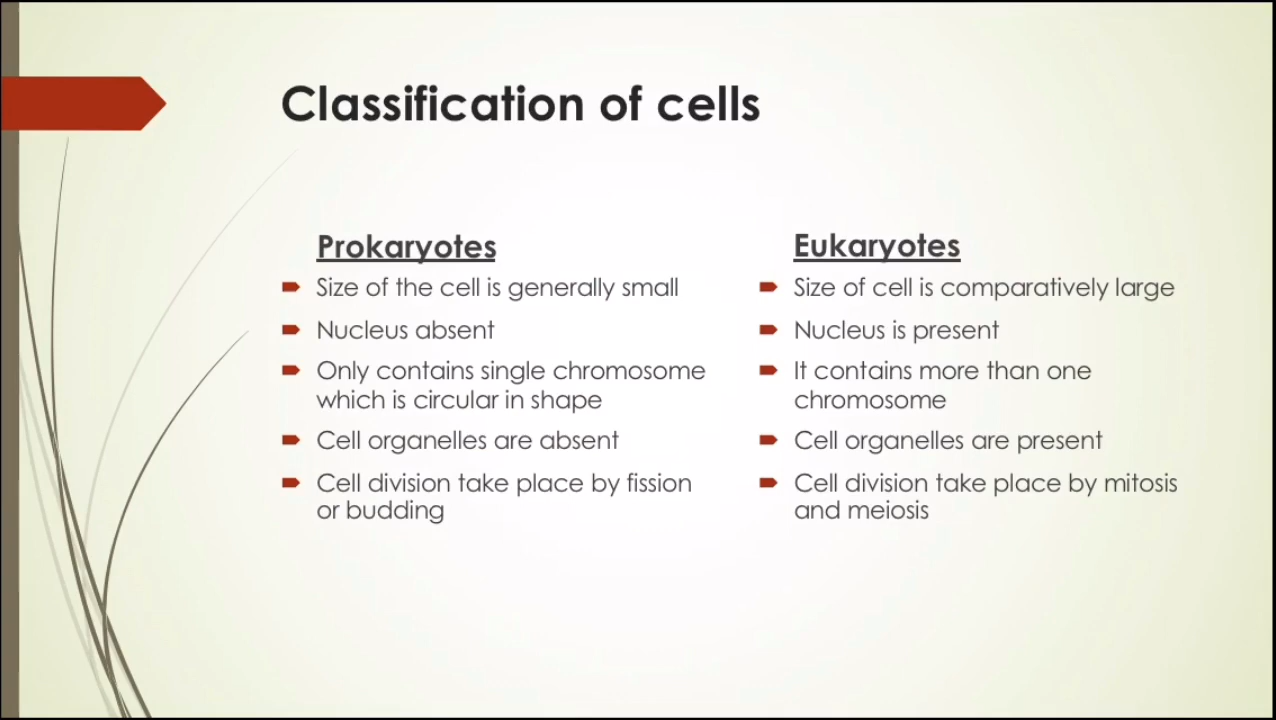 Classification of cells
Prokaryotes
Size of the cell is generally small
Nucleus absent
Only contains single chromosome
which is circular in shape
Cell organelles are absent
Cell division take place by fission
or budding
Eukaryotes
Size of cell is comparatively large
Nucleus is present
It contains more than one
chromosome
Cell organelles are present
Cell division take place by mitosis
and meiosis